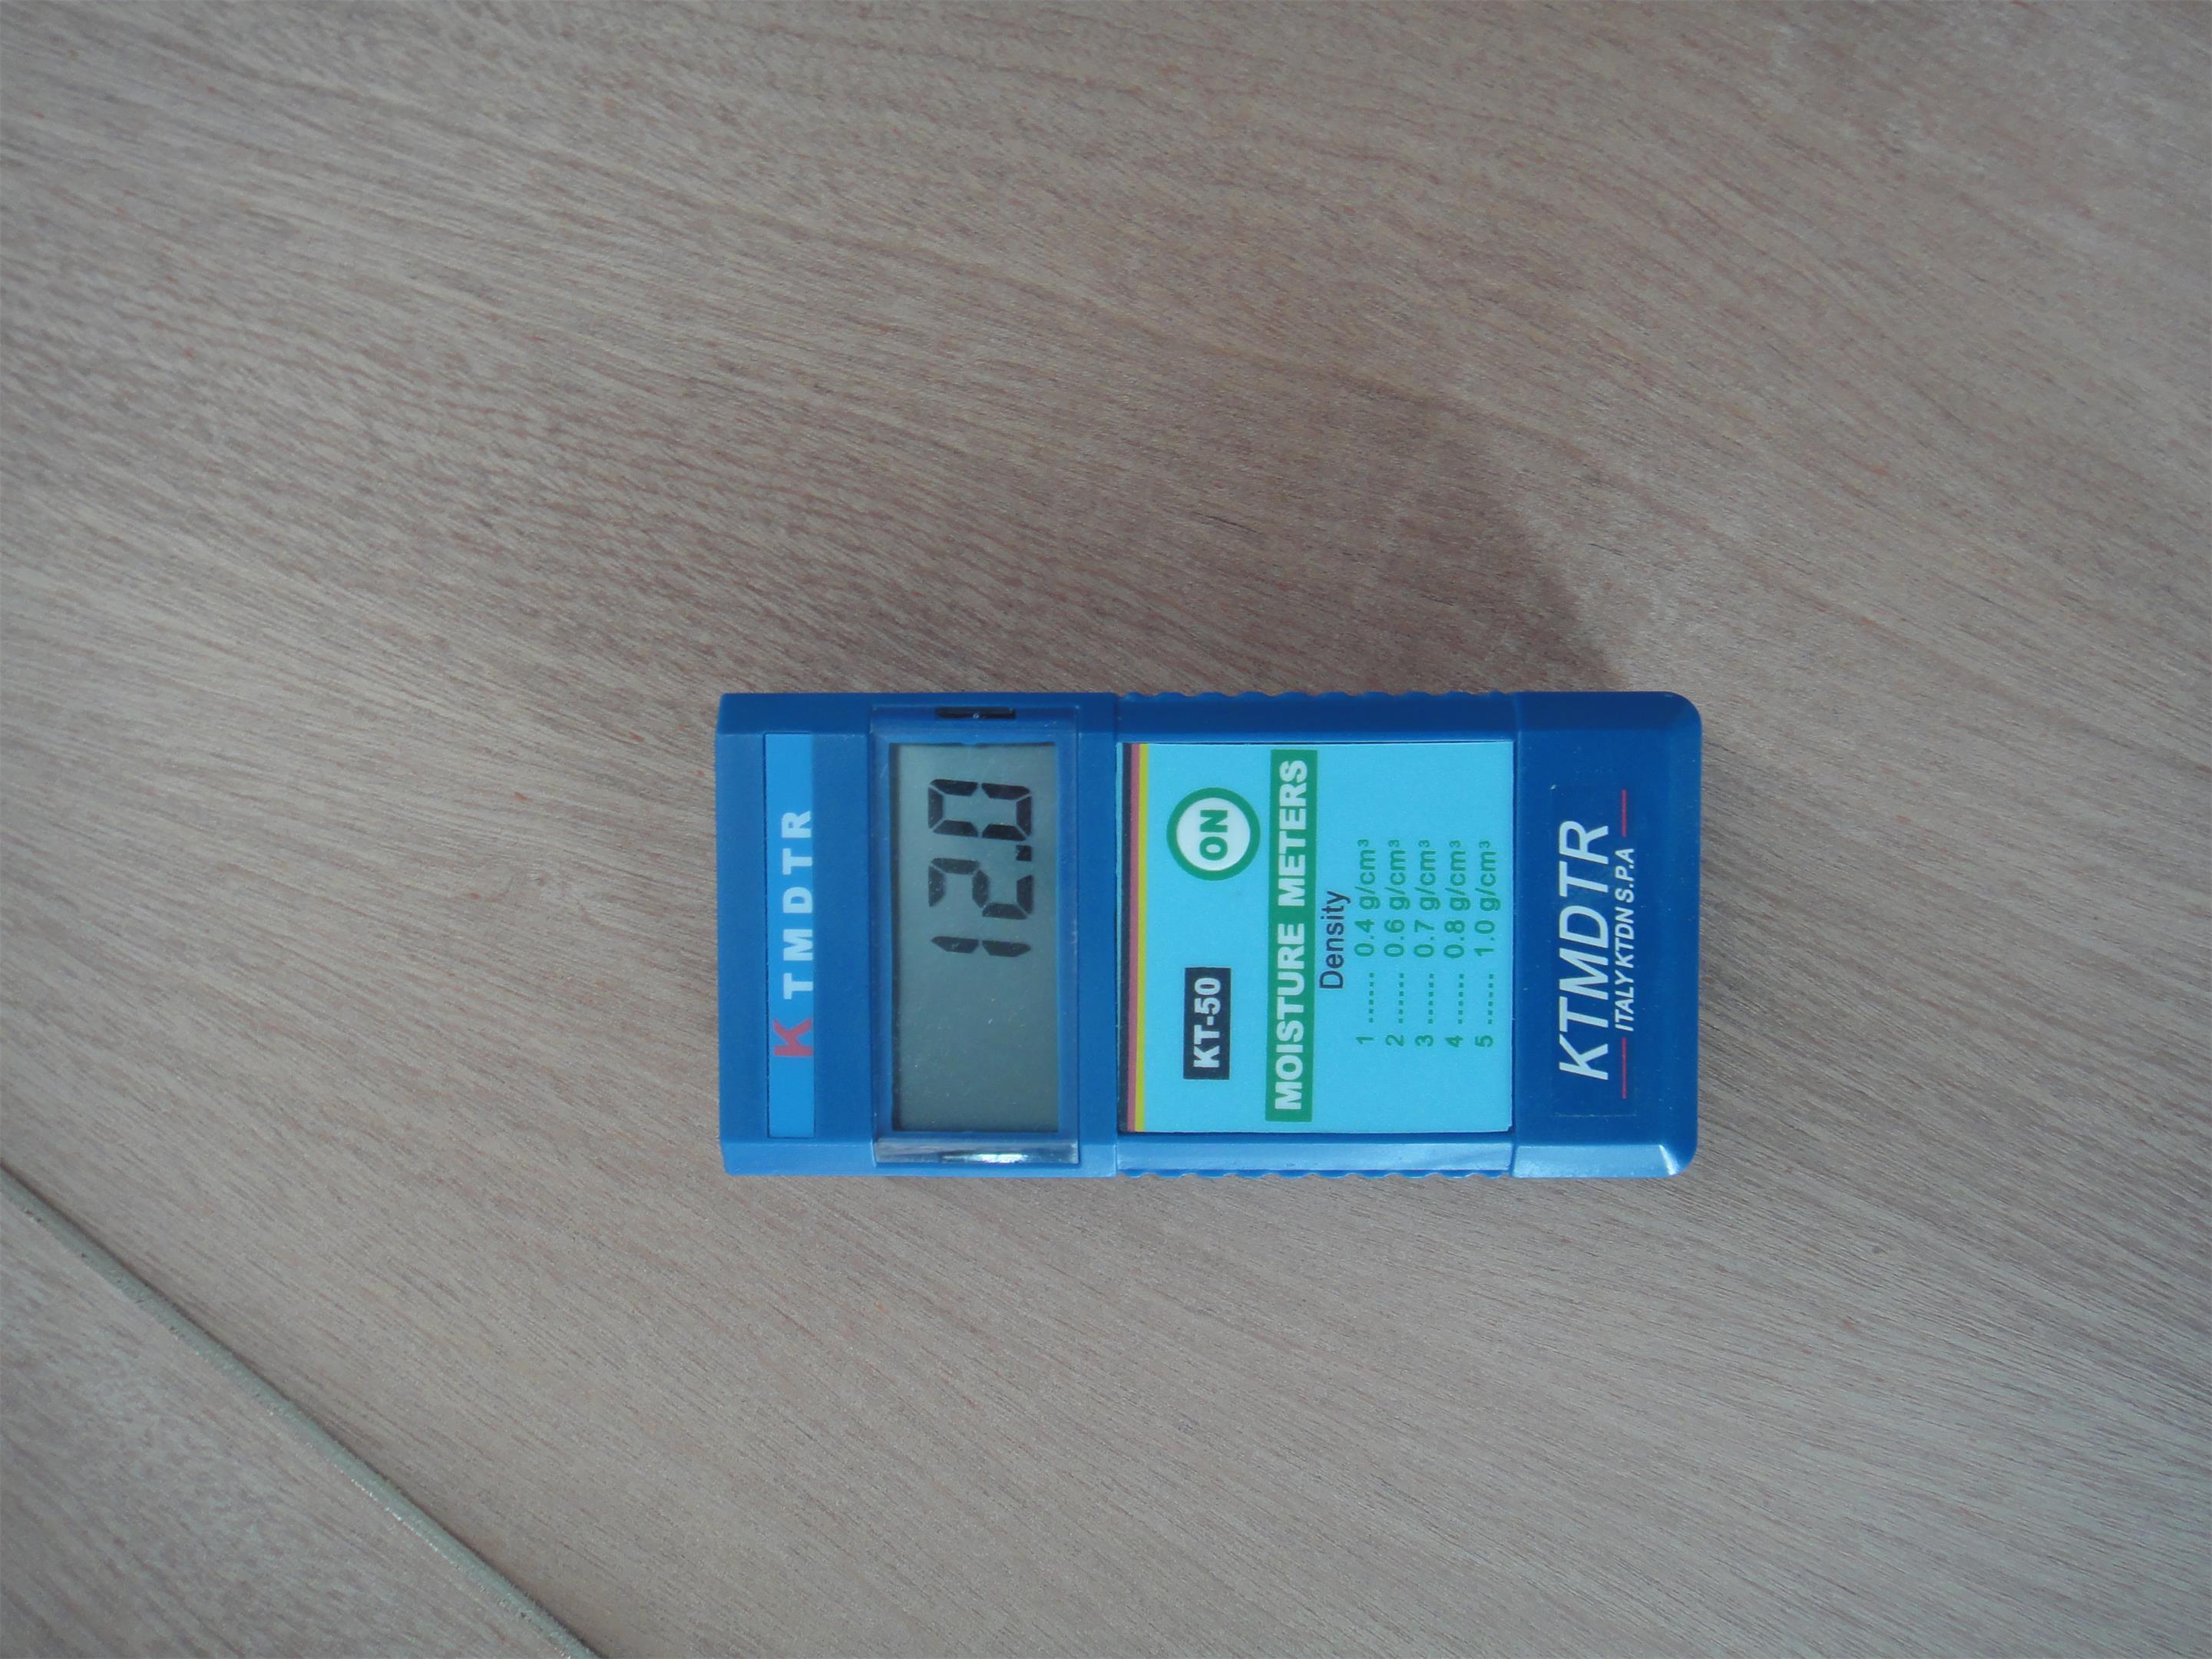 K TMDTR
12.0
KT-50 ON
MOISTURE METERS
Density
1 ------ 0.4 g/cm³
2 ------ 0.6 g/cm³
3 ------ 0.7 g/cm³
4 ------ 0.8 g/cm³
5 ------ 1.0 g/cm³
KTMDTR
ITALY KTDN S.P.A